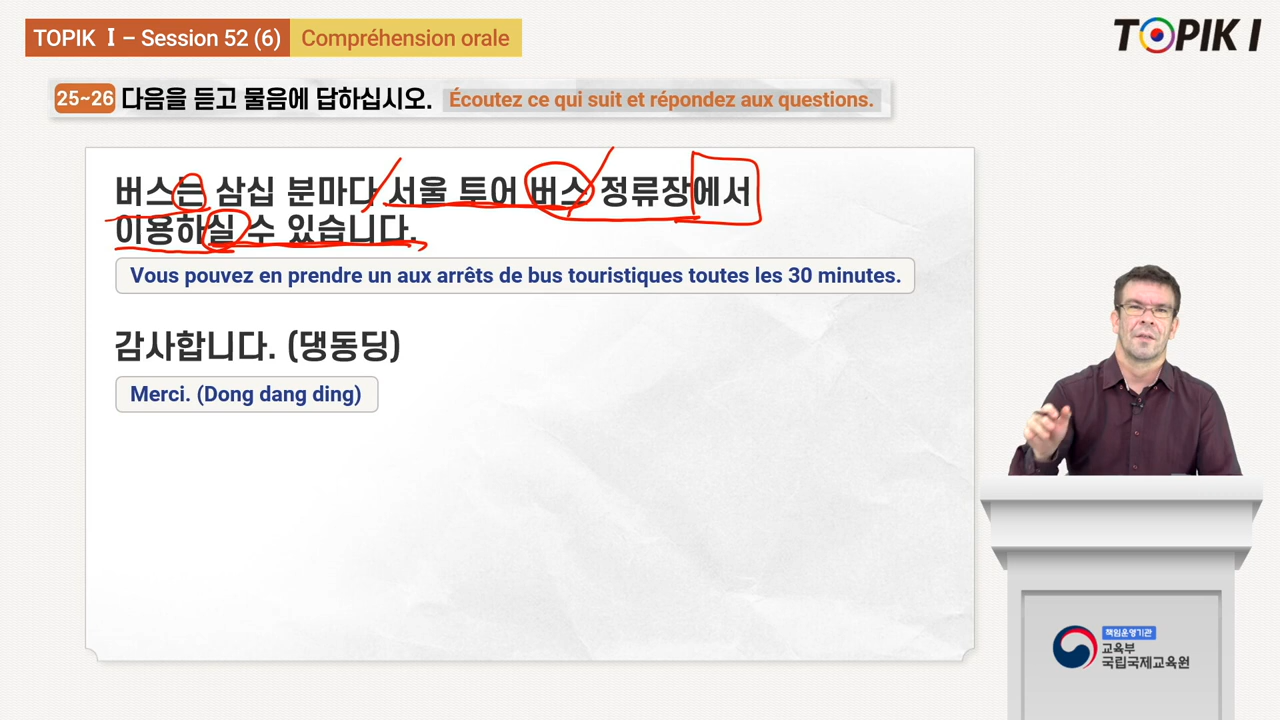 TOPIK Ⅰ – Session 52 (6) Compréhension orale
TOPIK I
25~26 다음을 듣고 물음에 답하십시오. Écoutez ce qui suit et répondez aux questions.
버스는 삼십 분마다 서울 투어 버스 정류장에서
이용하실 수 있습니다.
Vous pouvez en prendre un aux arrêts de bus touristiques toutes les 30 minutes.
감사합니다. (댕동딩)
Merci. (Dong dang ding)
책임운영기관
교육부
국립국제교육원